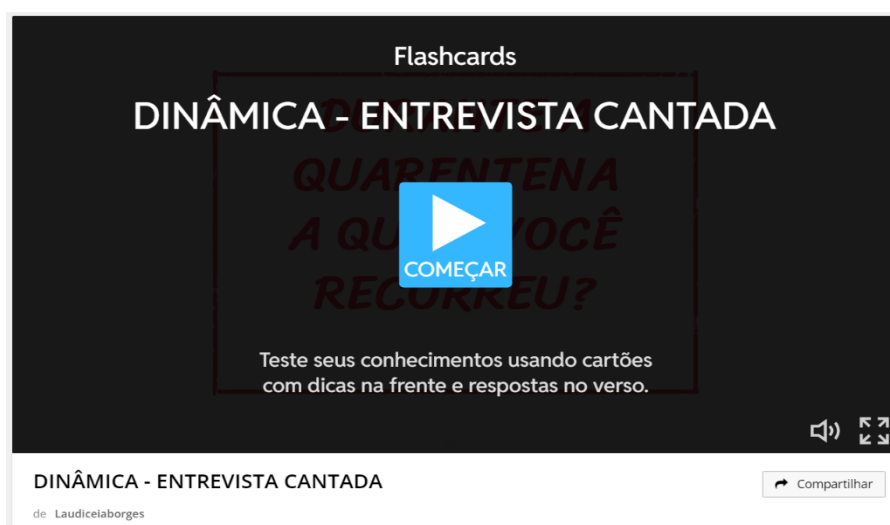 Flashcards
DINÂMICA - ENTREVISTA CANTADA
QUARENTENA
A
VOCÊ
COMEÇAR
RECORREU?
Teste seus conhecimentos usando cartões
com dicas na frente e respostas no verso.
DINÂMICA - ENTREVISTA CANTADA
Compartilhar
de Laudiceiaborges